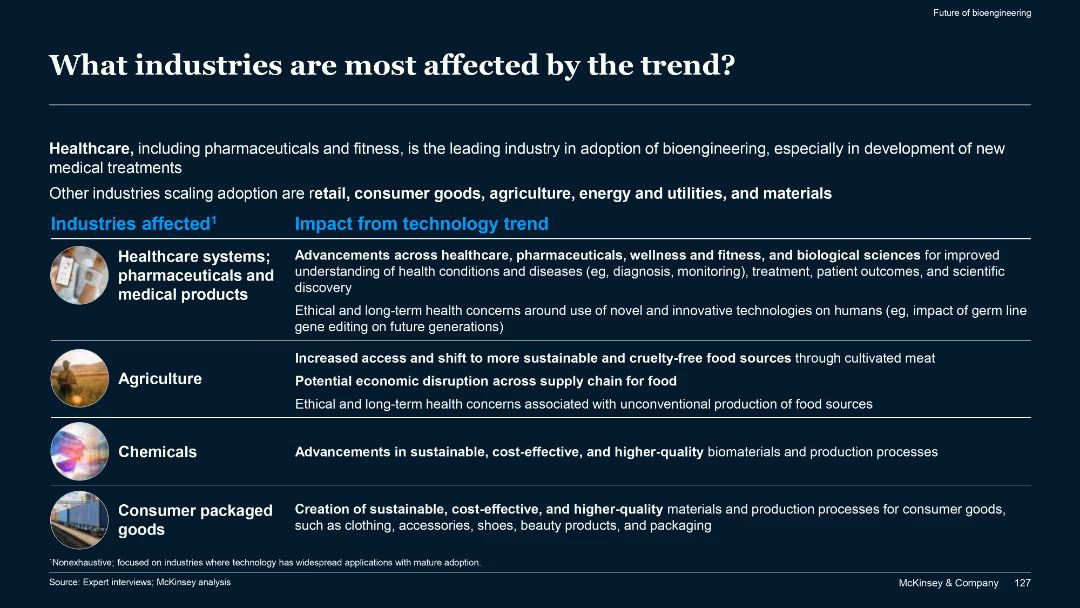 Future of bioengineering
What industries are most affected by the trend?
Healthcare, including pharmaceuticals and fitness, is the leading industry in adoption of bioengineering, especially in development of new
medical treatments
Other industries scaling adoption are retail, consumer goods, agriculture, energy and utilities, and materials
Industries affected¹
Impact from technology trend
Healthcare systems;
pharmaceuticals and
medical products
Advancements across healthcare, pharmaceuticals, wellness and fitness, and biological sciences for improved
understanding of health conditions and diseases (eg, diagnosis, monitoring), treatment, patient outcomes, and scientific
discovery
Ethical and long-term health concerns around use of novel and innovative technologies on humans (eg, impact of germ line
gene editing on future generations)
Agriculture
Increased access and shift to more sustainable and cruelty-free food sources through cultivated meat
Potential economic disruption across supply chain for food
Ethical and long-term health concerns associated with unconventional production of food sources
Chemicals
Advancements in sustainable, cost-effective, and higher-quality biomaterials and production processes
Consumer packaged
goods
Creation of sustainable, cost-effective, and higher-quality materials and production processes for consumer goods,
such as clothing, accessories, shoes, beauty products, and packaging
¹Nonexhaustive; focused on industries where technology has widespread applications with mature adoption.
Source: Expert interviews; McKinsey analysis
McKinsey & Company 127